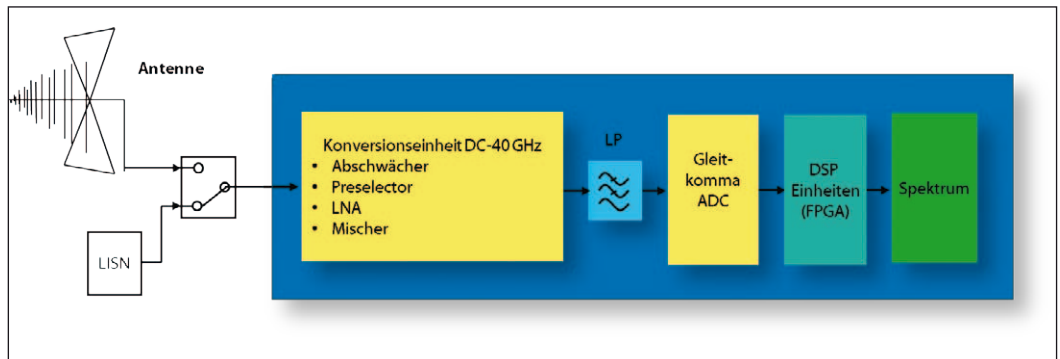 Antenne
LISN
Konversionseinheit DC-40 GHz
• Abschwächer
• Preselector
• LNA
• Mischer
LP
Gleit-
komma
ADC
DSP
Einheiten
(FPGA)
Spektrum